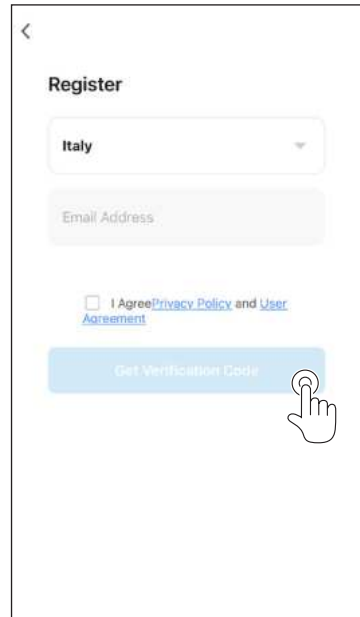 Register
Italy
Email Address
I AgreePrivacy Policy and User
Agreement
Get Verification Code